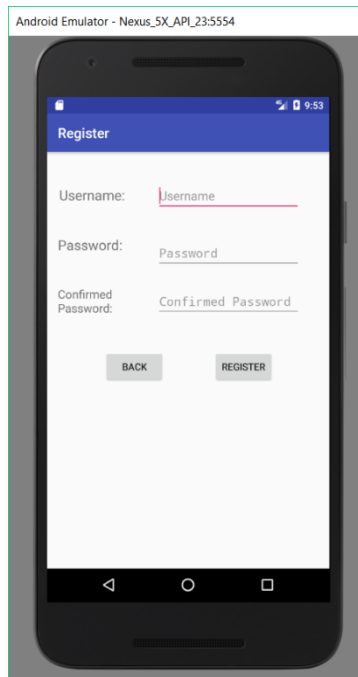 Android Emulator - Nexus_5X_API_23:5554
9:53
Register
Username: Username
Password: Password
Confirmed Password: Confirmed Password
BACK REGISTER